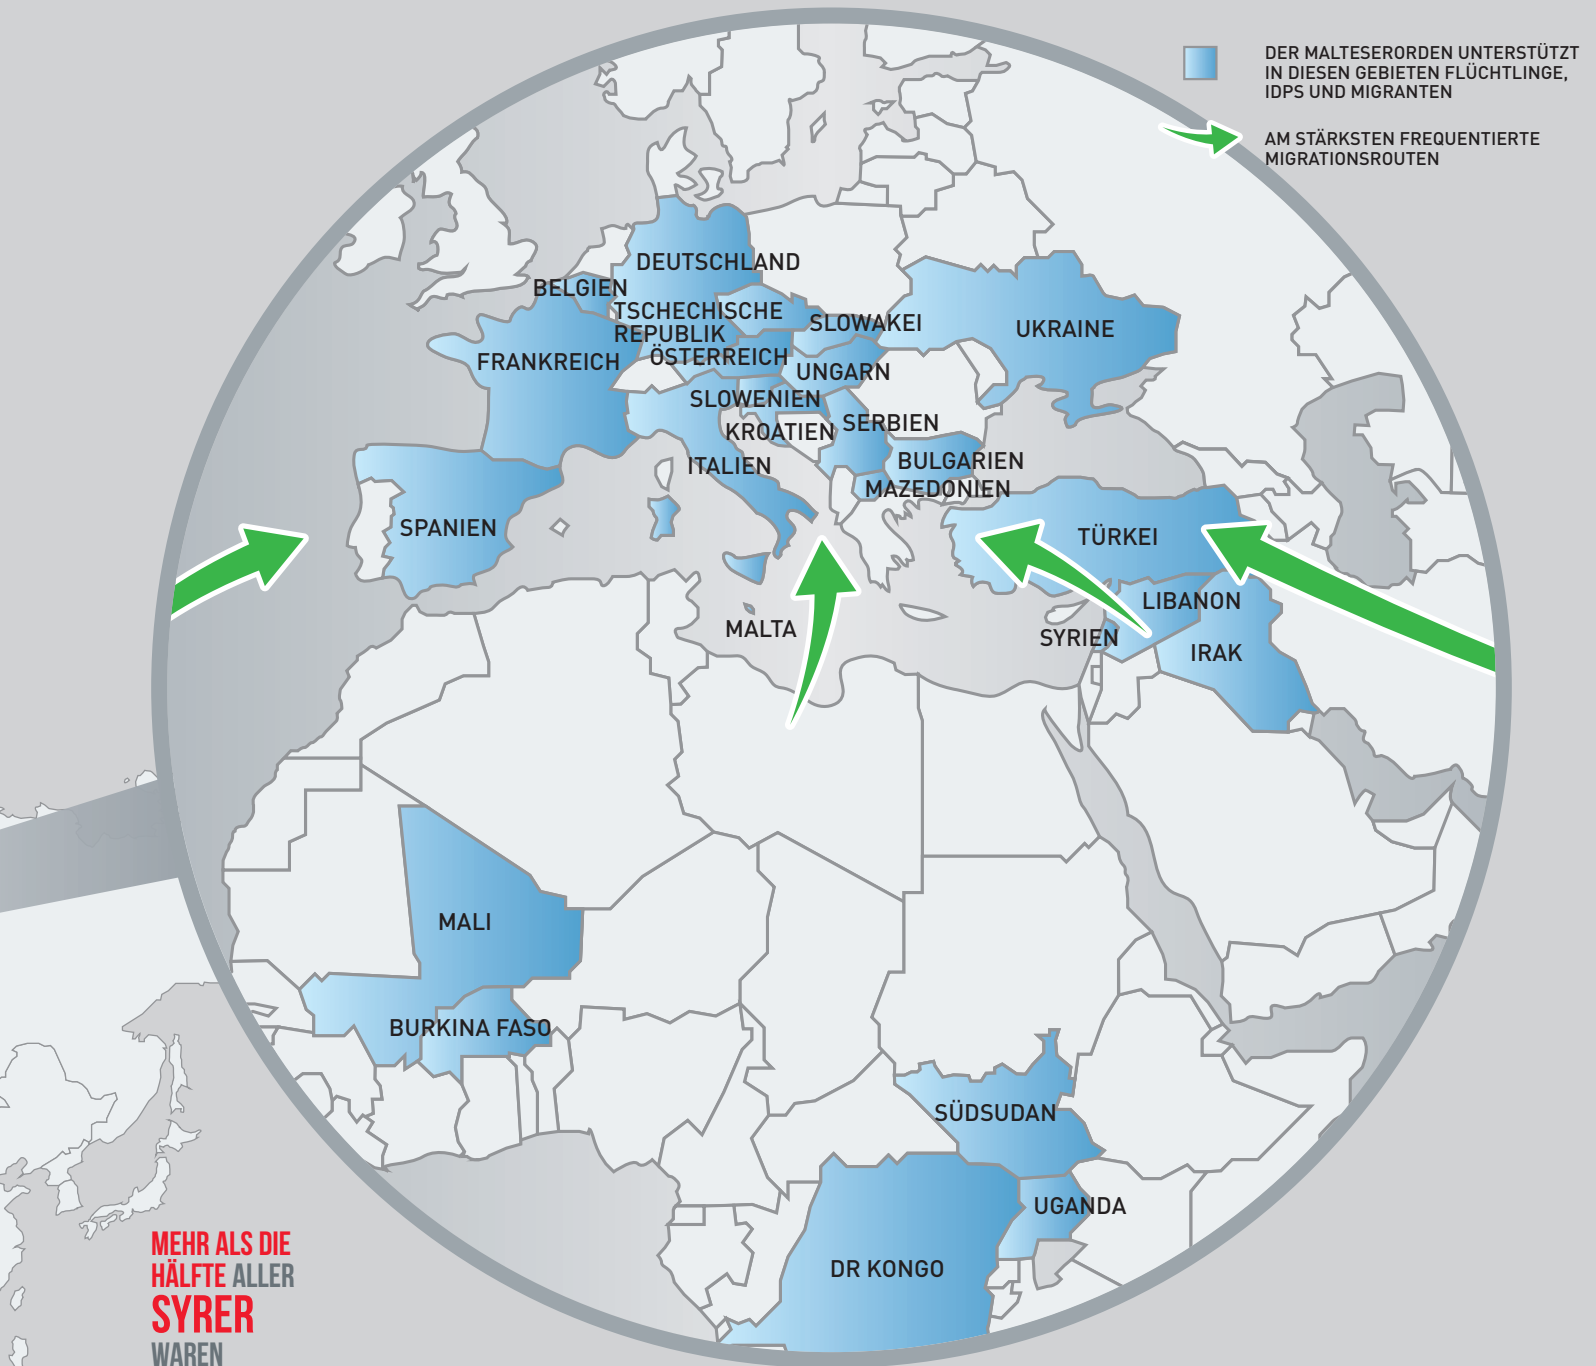 DER MALTESERORDEN UNTERSTÜTZT
IN DIESEN GEBIETEN FLÜCHTLINGE,
IDPS UND MIGRANTEN
AM STÄRKSTEN FREQUENTIERTE
MIGRATIONSROUTEN
DEUTSCHLAND
BELGIEN
TSCHECHISCHE
REPUBLIK
SLOWAKEI
UKRAINE
FRANKREICH
ÖSTERREICH
UNGARN
SLOWENIEN
SERBIEN
KROATIEN
ITALIEN
BULGARIEN
MAZEDONIEN
SPANIEN
TÜRKEI
MALTA
LIBANON
SYRIEN
IRAK
MALI
BURKINA FASO
SÜDSUDAN
UGANDA
DR KONGO
MEHR ALS DIE
HÄLFTE ALLER
SYRER
WAREN